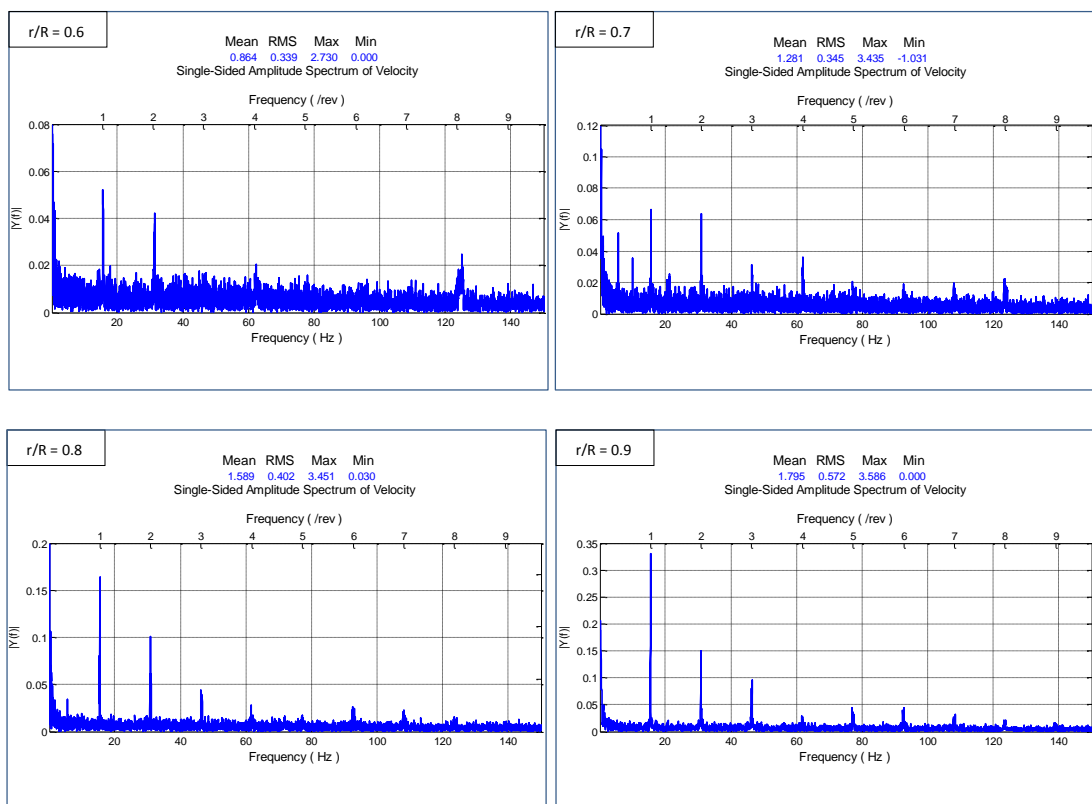 r/R = 0.6
Mean RMS Max Min
0.864 0.339 2.730 0.000
Single-Sided Amplitude Spectrum of Velocity
Frequency ( /rev )
1 2 3 4 5 6 7 8 9
0.08
0.06
0.04
0.02
0
|Y(f)|
20 40 60 80 100 120 140
Frequency ( Hz )
r/R = 0.7
Mean RMS Max Min
1.281 0.345 3.435 -1.031
Single-Sided Amplitude Spectrum of Velocity
Frequency ( /rev )
1 2 3 4 5 6 7 8 9
0.12
0.1
0.08
0.06
0.04
0.02
0
|Y(f)|
20 40 60 80 100 120 140
Frequency ( Hz )
r/R = 0.8
Mean RMS Max Min
1.589 0.402 3.451 0.030
Single-Sided Amplitude Spectrum of Velocity
Frequency ( /rev )
1 2 3 4 5 6 7 8 9
0.2
0.15
0.1
0.05
0
|Y(f)|
20 40 60 80 100 120 140
Frequency ( Hz )
r/R = 0.9
Mean RMS Max Min
1.795 0.572 3.586 0.000
Single-Sided Amplitude Spectrum of Velocity
Frequency ( /rev )
1 2 3 4 5 6 7 8 9
0.35
0.3
0.25
0.2
0.15
0.1
0.05
0
|Y(f)|
20 40 60 80 100 120 140
Frequency ( Hz )